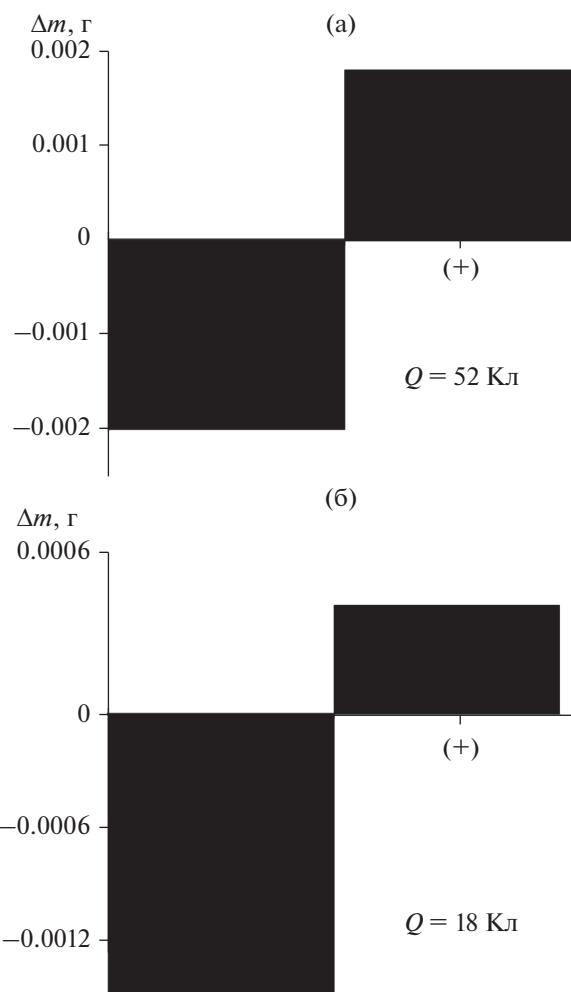 (а)
Δm, г
0.002
0.001
0
(+)
–0.001
Q = 52 Кл
–0.002
(б)
Δm, г
0.0006
0
(+)
–0.0006
Q = 18 Кл
–0.0012